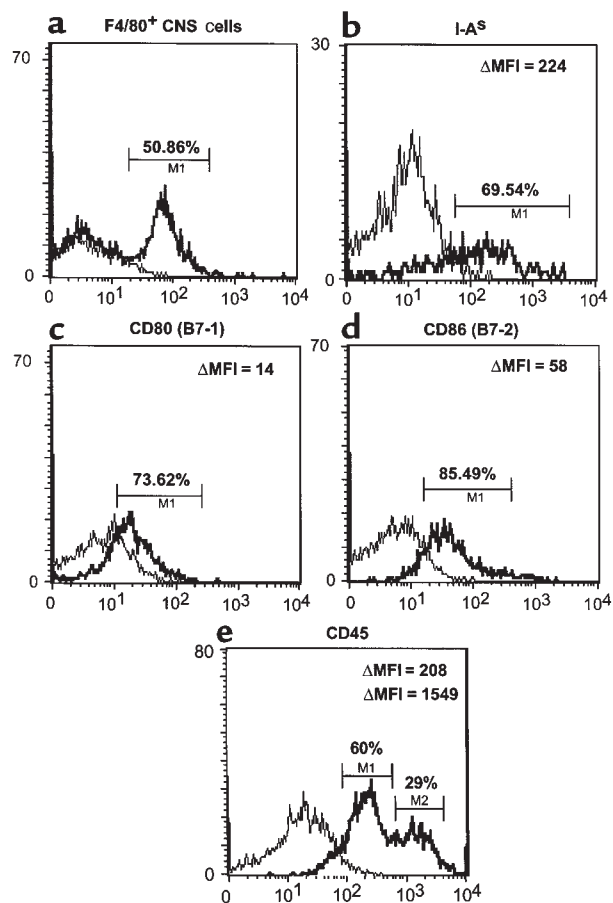 a
F4/80⁺ CNS cells
70
50.86%
M1
0
0 10¹ 10² 10³ 10⁴
b
I-Aˢ
30
ΔMFI = 224
69.54%
M1
0
0 10¹ 10² 10³ 10⁴
c
CD80 (B7-1)
70
ΔMFI = 14
73.62%
M1
0
0 10¹ 10² 10³ 10⁴
d
CD86 (B7-2)
70
ΔMFI = 58
85.49%
M1
0
0 10¹ 10² 10³ 10⁴
e
CD45
80
ΔMFI = 208
ΔMFI = 1549
60%
M1
29%
M2
0
0 10¹ 10² 10³ 10⁴